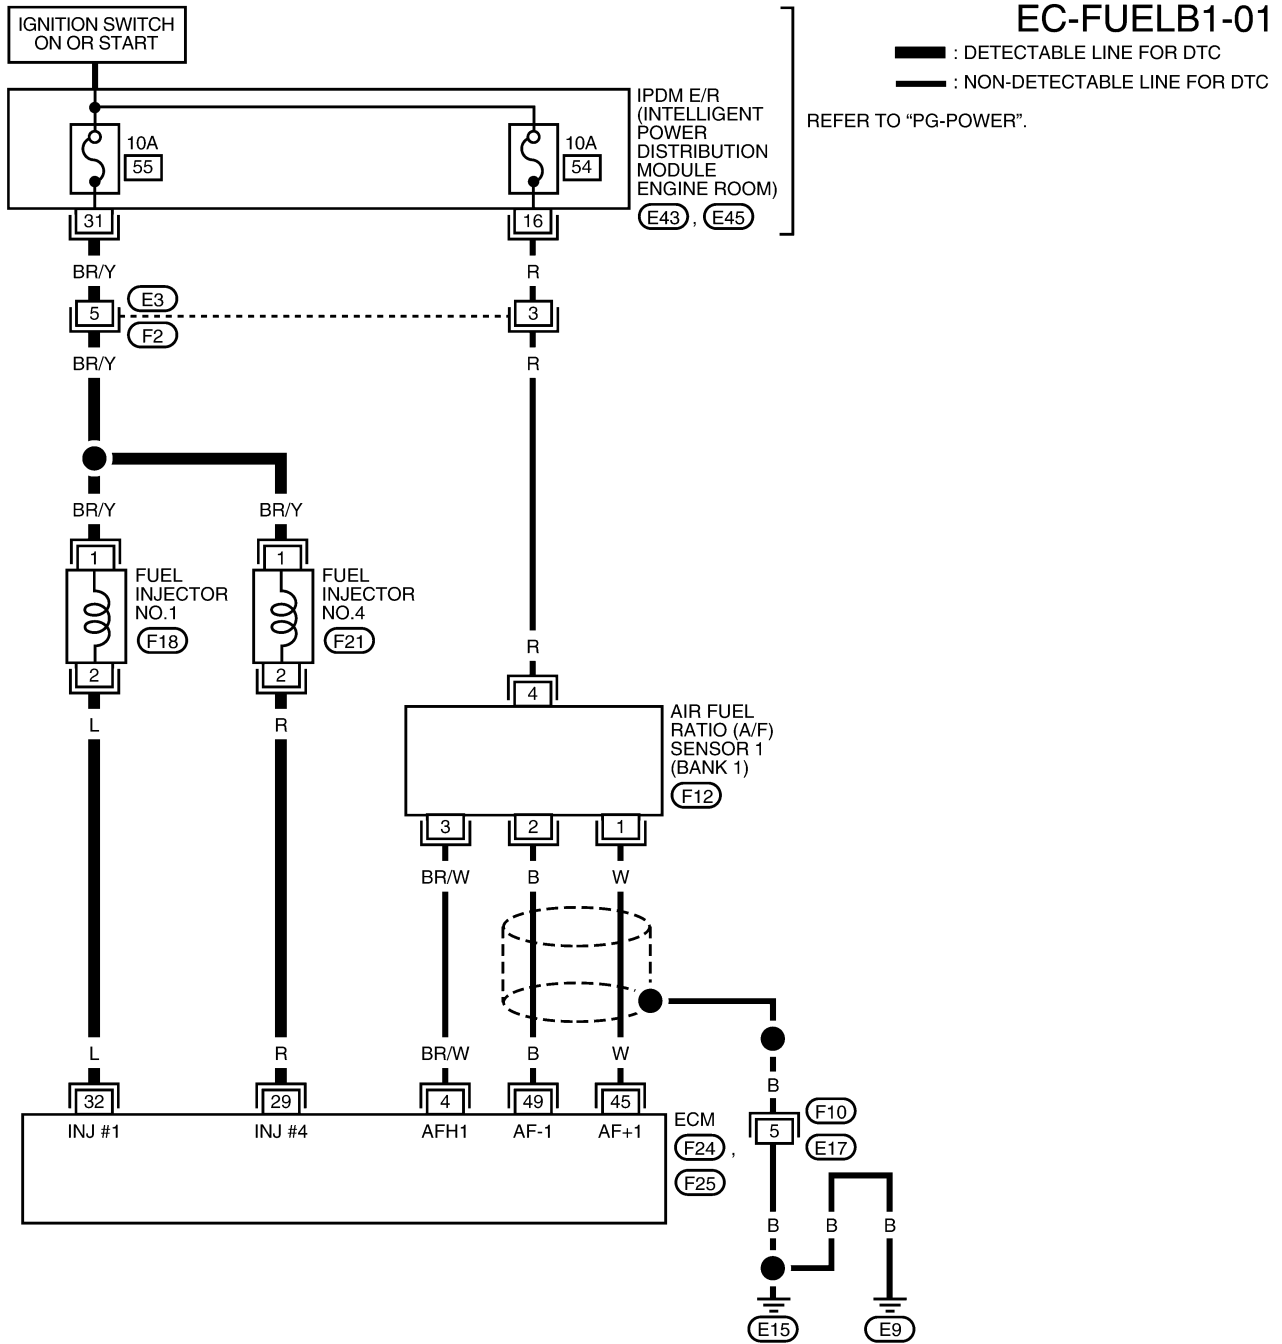 EC-FUELB1-01
IGNITION SWITCH
ON OR START
: DETECTABLE LINE FOR DTC
: NON-DETECTABLE LINE FOR DTC
REFER TO “PG-POWER”.
IPDM E/R
(INTELLIGENT
POWER
DISTRIBUTION
MODULE
ENGINE ROOM)
E43 , E45
10A
55
10A
54
31
16
BR/Y
R
E3
5
3
F2
BR/Y
R
BR/Y
BR/Y
1
1
FUEL
INJECTOR
NO.1
F18
FUEL
INJECTOR
NO.4
F21
2
2
R
L
R
4
AIR FUEL
RATIO (A/F)
SENSOR 1
(BANK 1)
F12
3
2
1
BR/W
B
W
L
R
BR/W
B
W
B
32
29
4
49
45
INJ #1
INJ #4
AFH1
AF-1
AF+1
ECM
F24 ,
F25
F10
5
E17
B
B
B
E15
E9